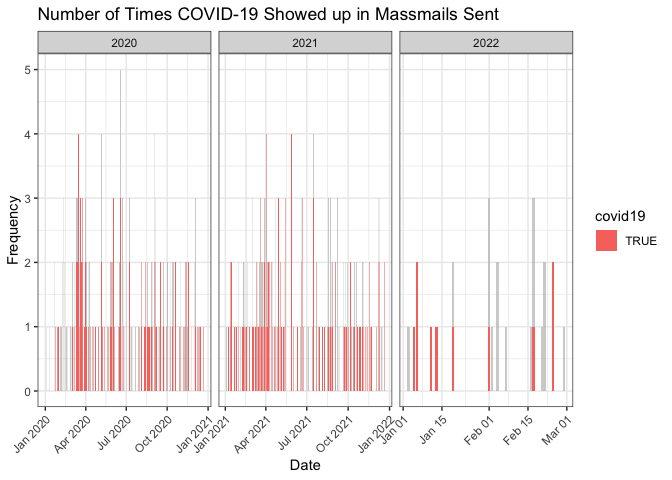 Number of Times COVID-19 Showed up in Massmails Sent
2020 2021 2022
5
4
3
2
1
0
Frequency
Jan 2020 Apr 2020 Jul 2020 Oct 2020 Jan 2021 Jan 2021 Apr 2021 Jul 2021 Oct 2021 Jan 2022 Jan 01 Jan 15 Feb 01 Feb 15 Mar 01
Date
covid19
TRUE